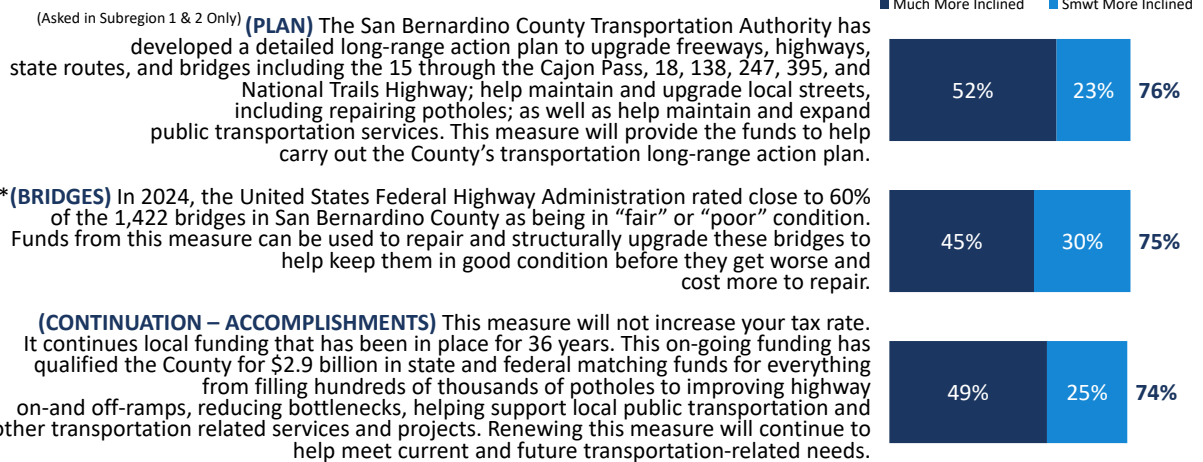 Much More Inclined Smwt More Inclined
(Asked in Subregion 1 & 2 Only) (PLAN) The San Bernardino County Transportation Authority has
developed a detailed long-range action plan to upgrade freeways, highways,
state routes, and bridges including the 15 through the Cajon Pass, 18, 138, 247, 395, and
National Trails Highway; help maintain and upgrade local streets,
including repairing potholes; as well as help maintain and expand
public transportation services. This measure will provide the funds to help
carry out the County’s transportation long-range action plan.
52% 23% 76%
*(BRIDGES) In 2024, the United States Federal Highway Administration rated close to 60%
of the 1,422 bridges in San Bernardino County as being in “fair” or “poor” condition.
Funds from this measure can be used to repair and structurally upgrade these bridges to
help keep them in good condition before they get worse and
cost more to repair.
45% 30% 75%
(CONTINUATION – ACCOMPLISHMENTS) This measure will not increase your tax rate.
It continues local funding that has been in place for 36 years. This on-going funding has
qualified the County for $2.9 billion in state and federal matching funds for everything
from filling hundreds of thousands of potholes to improving highway
on-and off-ramps, reducing bottlenecks, helping support local public transportation and
other transportation related services and projects. Renewing this measure will continue to
help meet current and future transportation-related needs.
49% 25% 74%